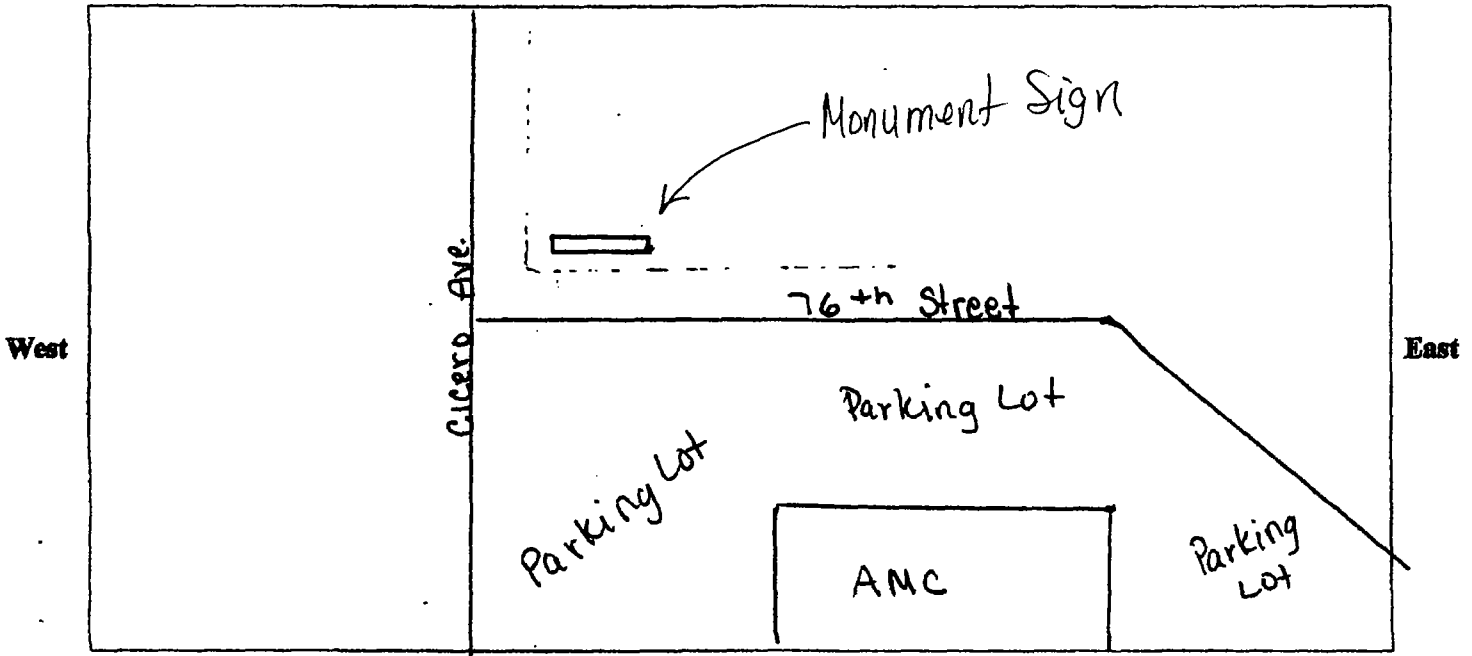 Monument Sign
Cicero Ave.
76th Street
West
East
Parking Lot
Parking Lot
Parking
Lot
AMC